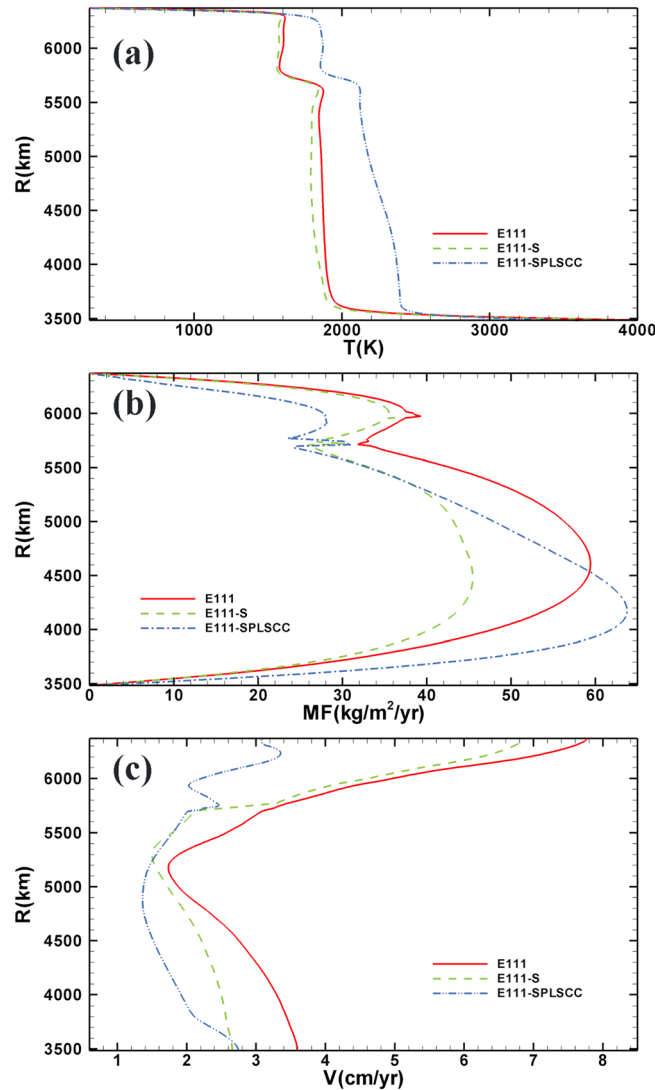 (a)
R(km)
6000
5500
5000
4500
4000
3500
E111
E111-S
E111-SPLSCC
1000
2000
3000
4000
T(K)
(b)
R(km)
6000
5500
5000
4500
4000
3500
E111
E111-S
E111-SPLSCC
0
10
20
30
40
50
60
MF(kg/m²/yr)
(c)
R(km)
6000
5500
5000
4500
4000
3500
E111
E111-S
E111-SPLSCC
1
2
3
4
5
6
7
8
V(cm/yr)